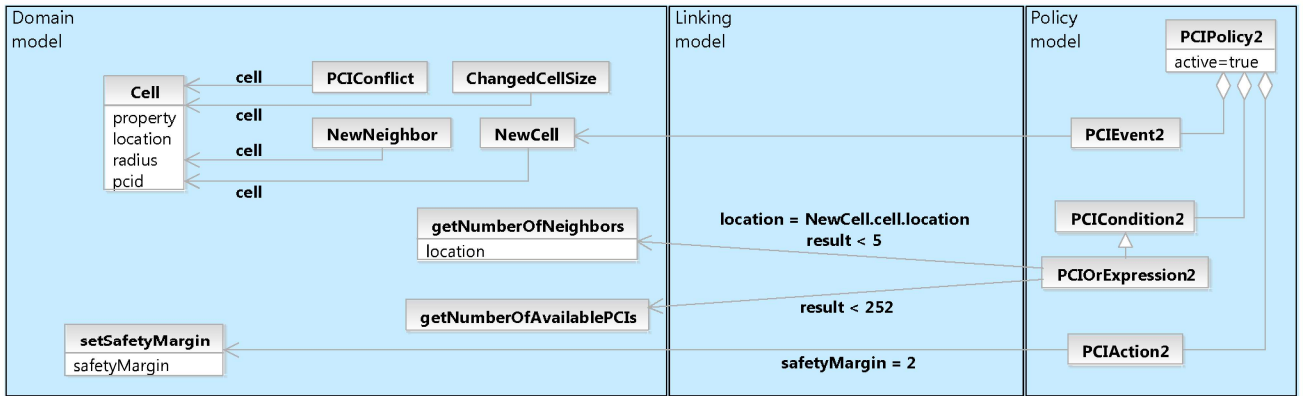 Domain
model
Linking
model
Policy
model
PCIPolicy2
active=true
Cell
property
location
radius
pcid
cell
PCIConflict
ChangedCellSize
cell
NewNeighbor
NewCell
PCIEvent2
cell
cell
getNumberOfNeighbors
location
location = NewCell.cell.location
result < 5
PCICondition2
PCIOrExpression2
getNumberOfAvailablePCIs
result < 252
setSafetyMargin
safetyMargin
safetyMargin = 2
PCIAction2